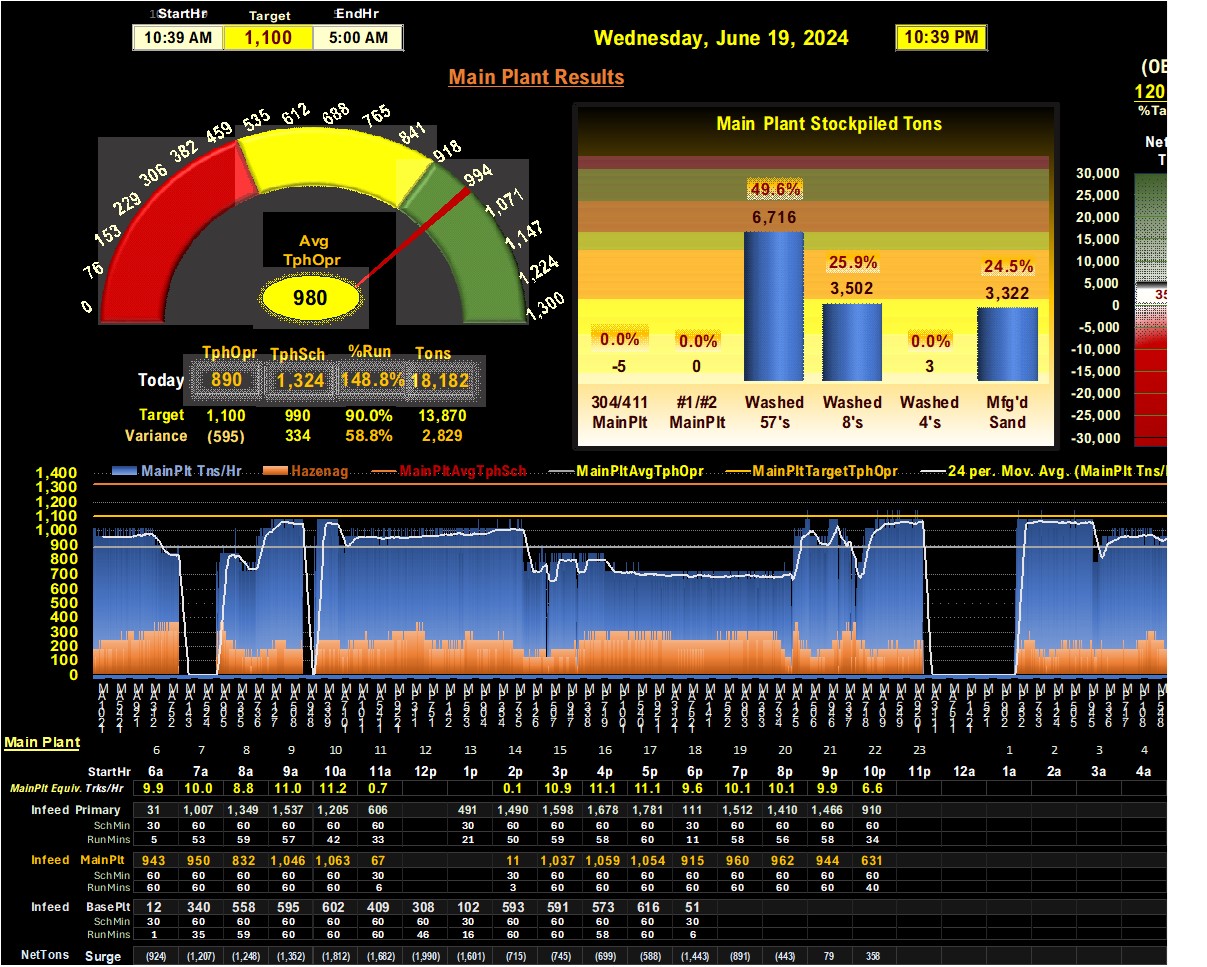 StartHr Target EndHr
10:39 AM 1,100 5:00 AM
Wednesday, June 19, 2024 10:39 PM
Main Plant Results
(OE
120
%Ta
Net
T
0 76 153 229 306 382 459 535 612 688 765 841 918 994 1,071 1,147 1,224 1,300
Avg
TphOpr
980
Main Plant Stockpiled Tons
49.6%
6,716
25.9%
3,502
24.5%
3,322
0.0% 0.0% 0.0%
-5 0 3
304/411 #1/#2 Washed Washed Washed Mfg'd
MainPlt MainPlt 57's 8's 4's Sand
30,000
25,000
20,000
15,000
10,000
5,000
0
-5,000
-10,000
-15,000
-20,000
-25,000
-30,000
35
TphOpr TphSch %Run Tons
Today 890 1,324 148.8% 18,182
Target 1,100 990 90.0% 13,870
Variance (595) 334 58.8% 2,829
MainPlt Tns/Hr Hazenag MainPltAvgTphSch MainPltAvgTphOpr MainPltTargetTphOpr 24 per. Mov. Avg. (MainPlt Tns/H
1,400
1,300
1,200
1,100
1,000
900
800
700
600
500
400
300
200
100
0
Main Plant
6 7 8 9 10 11 12 13 14 15 16 17 18 19 20 21 22 23 1 2 3 4
StartHr 6a 7a 8a 9a 10a 11a 12p 1p 2p 3p 4p 5p 6p 7p 8p 9p 10p 11p 12a 1a 2a 3a 4a
MainPlt Equiv. Trks/Hr 9.9 10.0 8.8 11.0 11.2 0.7 0.1 10.9 11.1 11.1 9.6 10.1 10.1 9.9 6.6
Infeed Primary 31 1,007 1,349 1,537 1,205 606 491 1,490 1,598 1,678 1,781 111 1,512 1,410 1,466 910
SchMin 30 60 60 60 60 60 30 60 60 60 60 30 60 60 60 60
RunMins 5 53 59 57 42 33 21 50 59 58 60 11 58 56 58 34
Infeed MainPlt 943 950 832 1,046 1,063 67 11 1,037 1,059 1,054 915 960 962 944 631
SchMin 60 60 60 60 60 30 30 60 60 60 60 60 60 60 60
RunMins 60 60 60 60 60 6 3 60 60 60 60 60 60 60 40
Infeed BasePlt 12 340 558 595 602 409 308 102 593 591 573 616 51
SchMin 30 60 60 60 60 60 60 30 60 60 60 60 30
RunMins 1 35 59 60 60 60 46 16 60 60 58 60 6
NetTons Surge (924) (1,207) (1,248) (1,352) (1,812) (1,682) (1,990) (1,601) (715) (745) (699) (588) (1,443) (891) (443) 79 358